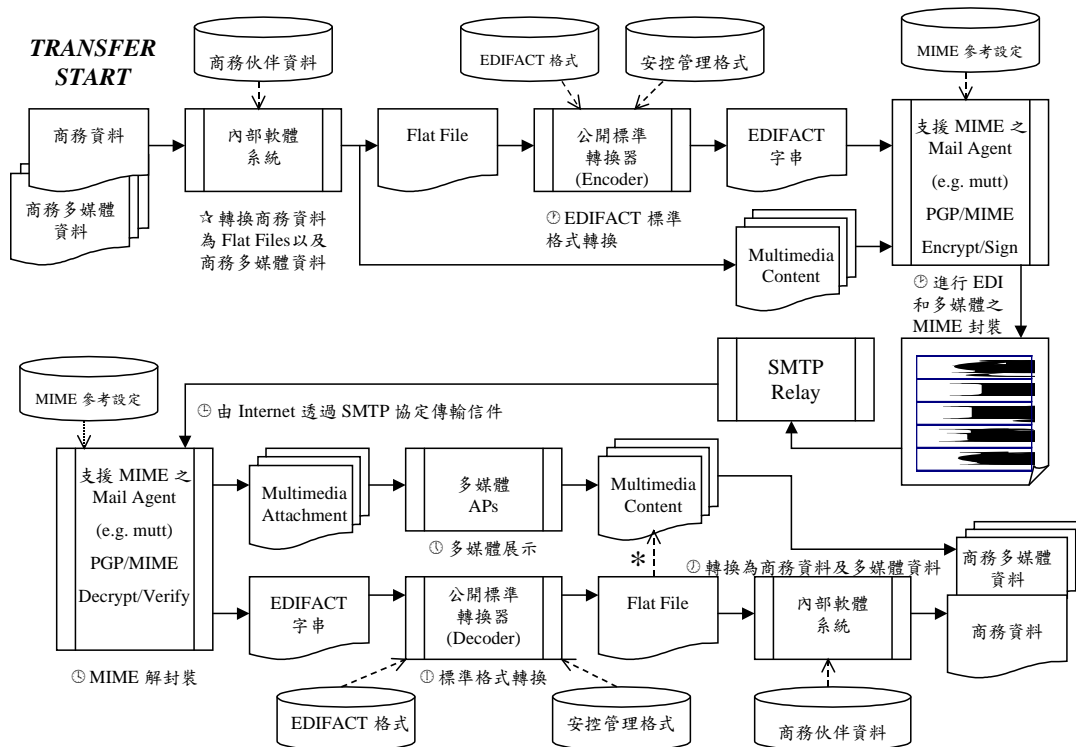 TRANSFER
START
商務伙伴資料
EDIFACT 格式
安控管理格式
MIME 參考設定
商務資料
商務多媒體
資料
內部軟體
系統
Flat File
公開標準
轉換器
(Encoder)
EDIFACT
字串
支援 MIME 之
Mail Agent
(e.g. mutt)
PGP/MIME
Encrypt/Sign
☆ 轉換商務資料
為 Flat Files以及
商務多媒體資料
🕐 EDIFACT 標準
格式轉換
Multimedia
Content
🕑 進行 EDI
和多媒體之
MIME 封裝
SMTP
Relay
MIME 參考設定
🕒 由 Internet 透過 SMTP 協定傳輸信件
支援 MIME 之
Mail Agent
(e.g. mutt)
PGP/MIME
Decrypt/Verify
Multimedia
Attachment
多媒體
APs
Multimedia
Content
🕔 多媒體展示
*
🕖 轉換為商務資料及多媒體資料
商務多媒體
資料
EDIFACT
字串
公開標準
轉換器
(Decoder)
Flat File
內部軟體
系統
商務資料
🕓 MIME 解封裝
🕕 標準格式轉換
EDIFACT 格式
安控管理格式
商務伙伴資料